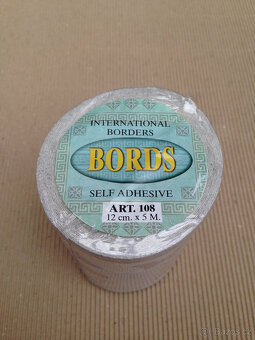 INTERNATIONAL
BORDERS
BORDS
SELF ADHESIVE
ART. 108
12 cm. x 5 M.